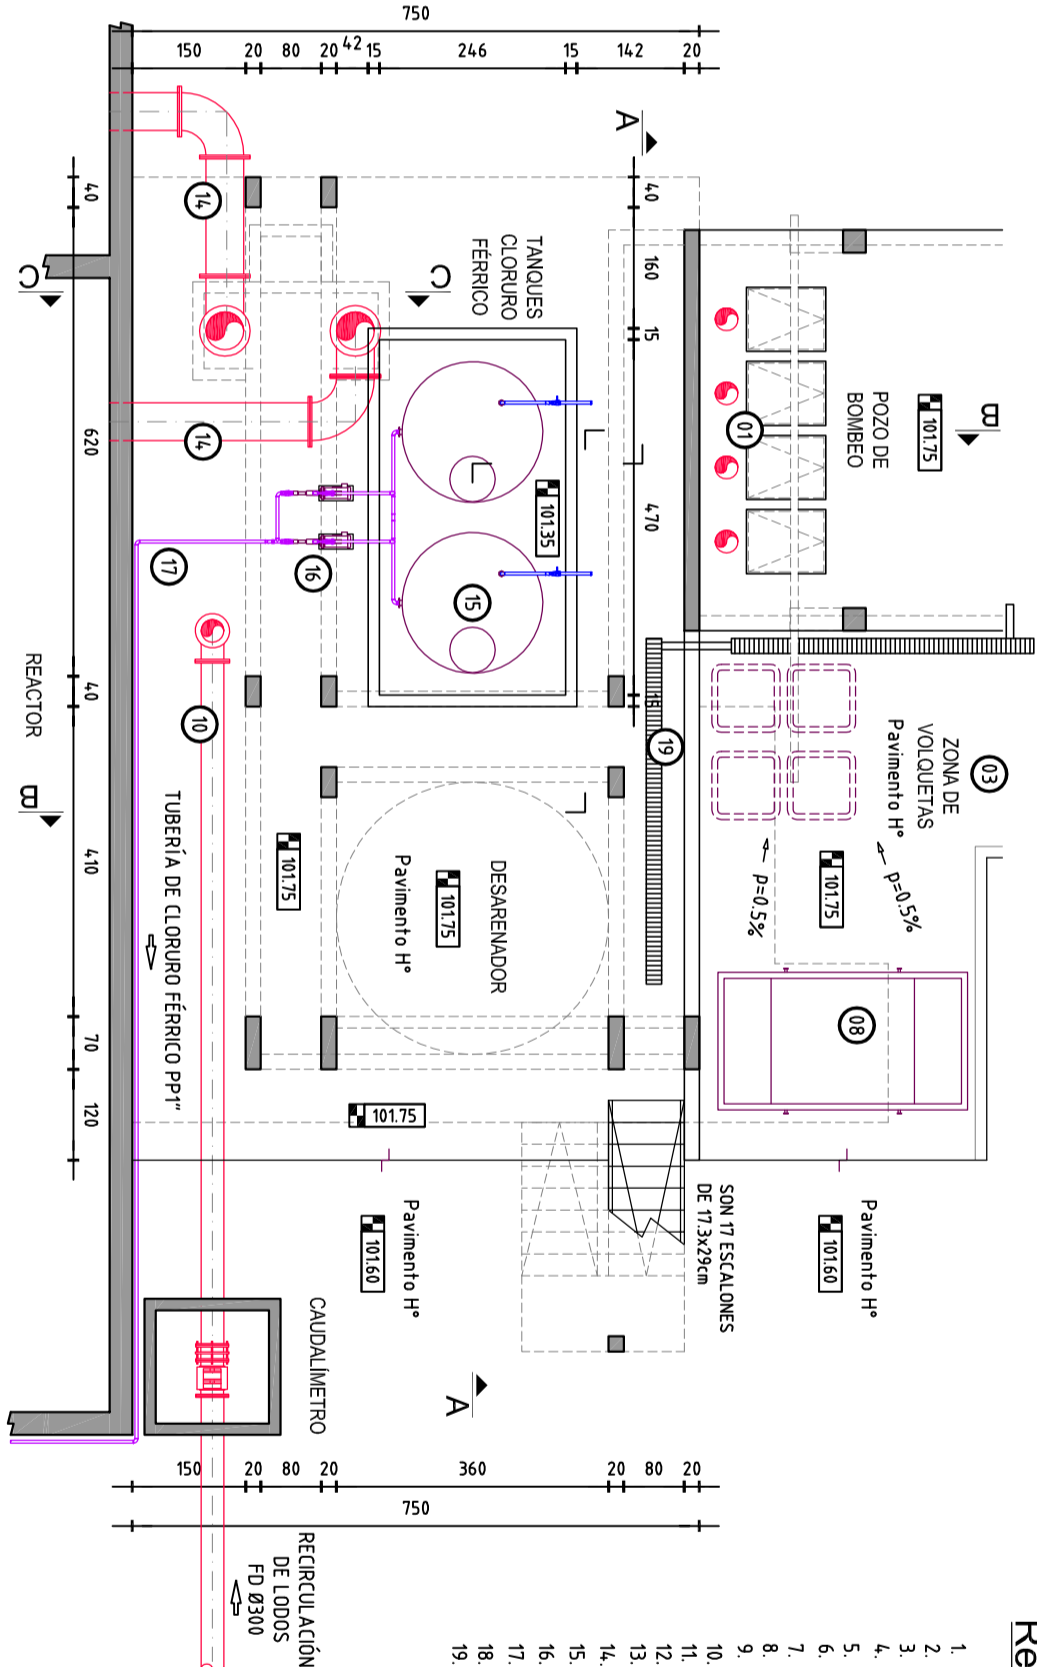 750
150
20
80
20
42
15
246
15
142
20
A
40
160
15
470
15
40
620
40
410
70
120
C
C
14
14
TANQUES
CLORURO
FÉRRICO
101.75
B
POZO DE
BOMBEO
01
101.35
15
16
17
10
19
03
ZONA DE
VOLQUETAS
Pavimento H°
p=0.5%
p=0.5%
101.75
08
REACTOR
B
TUBERÍA DE CLORURO FÉRRICO PP1"
101.75
DESARENADOR
101.75
Pavimento H°
101.75
SON 17 ESCALONES
DE 17.3x29cm
Pavimento H°
101.60
Pavimento H°
101.60
CAUDALÍMETRO
A
150
20
80
20
360
20
80
20
750
RECIRCULACIÓN
DE LODOS
FD Ø300
Re
1.
2.
3.
4.
5.
6.
7.
8.
9.
10.
11.
12.
13.
14.
15.
16.
17.
18.
19.